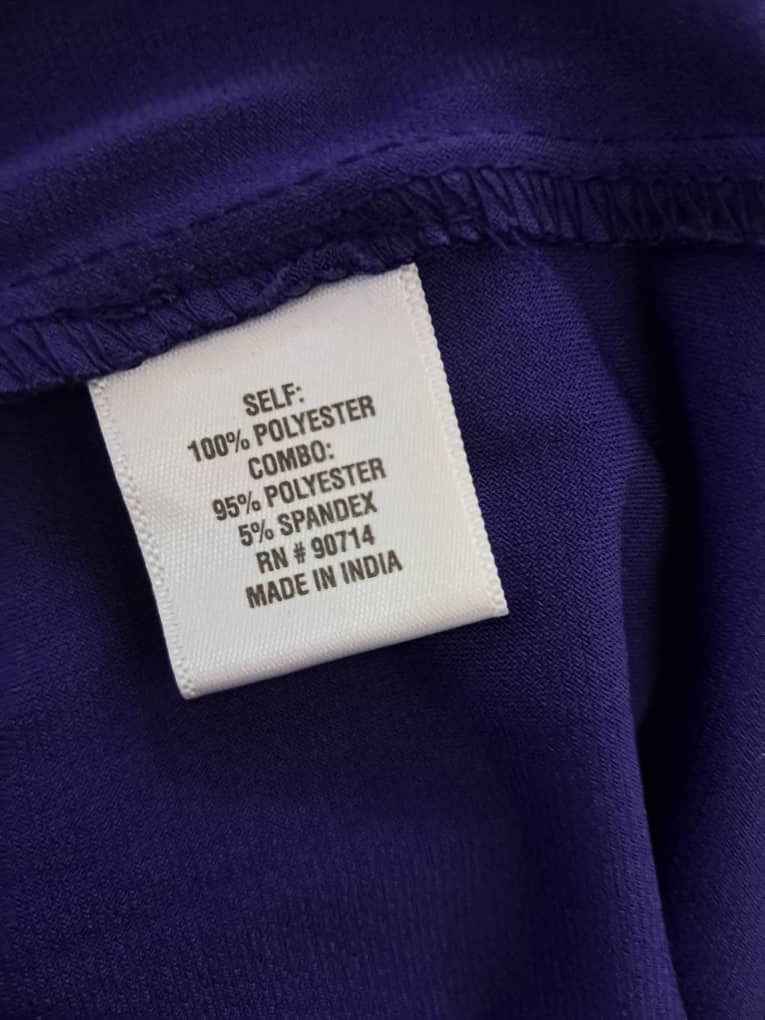 SELF:
100% POLYESTER
COMBO:
95% POLYESTER
5% SPANDEX
RN # 90714
MADE IN INDIA